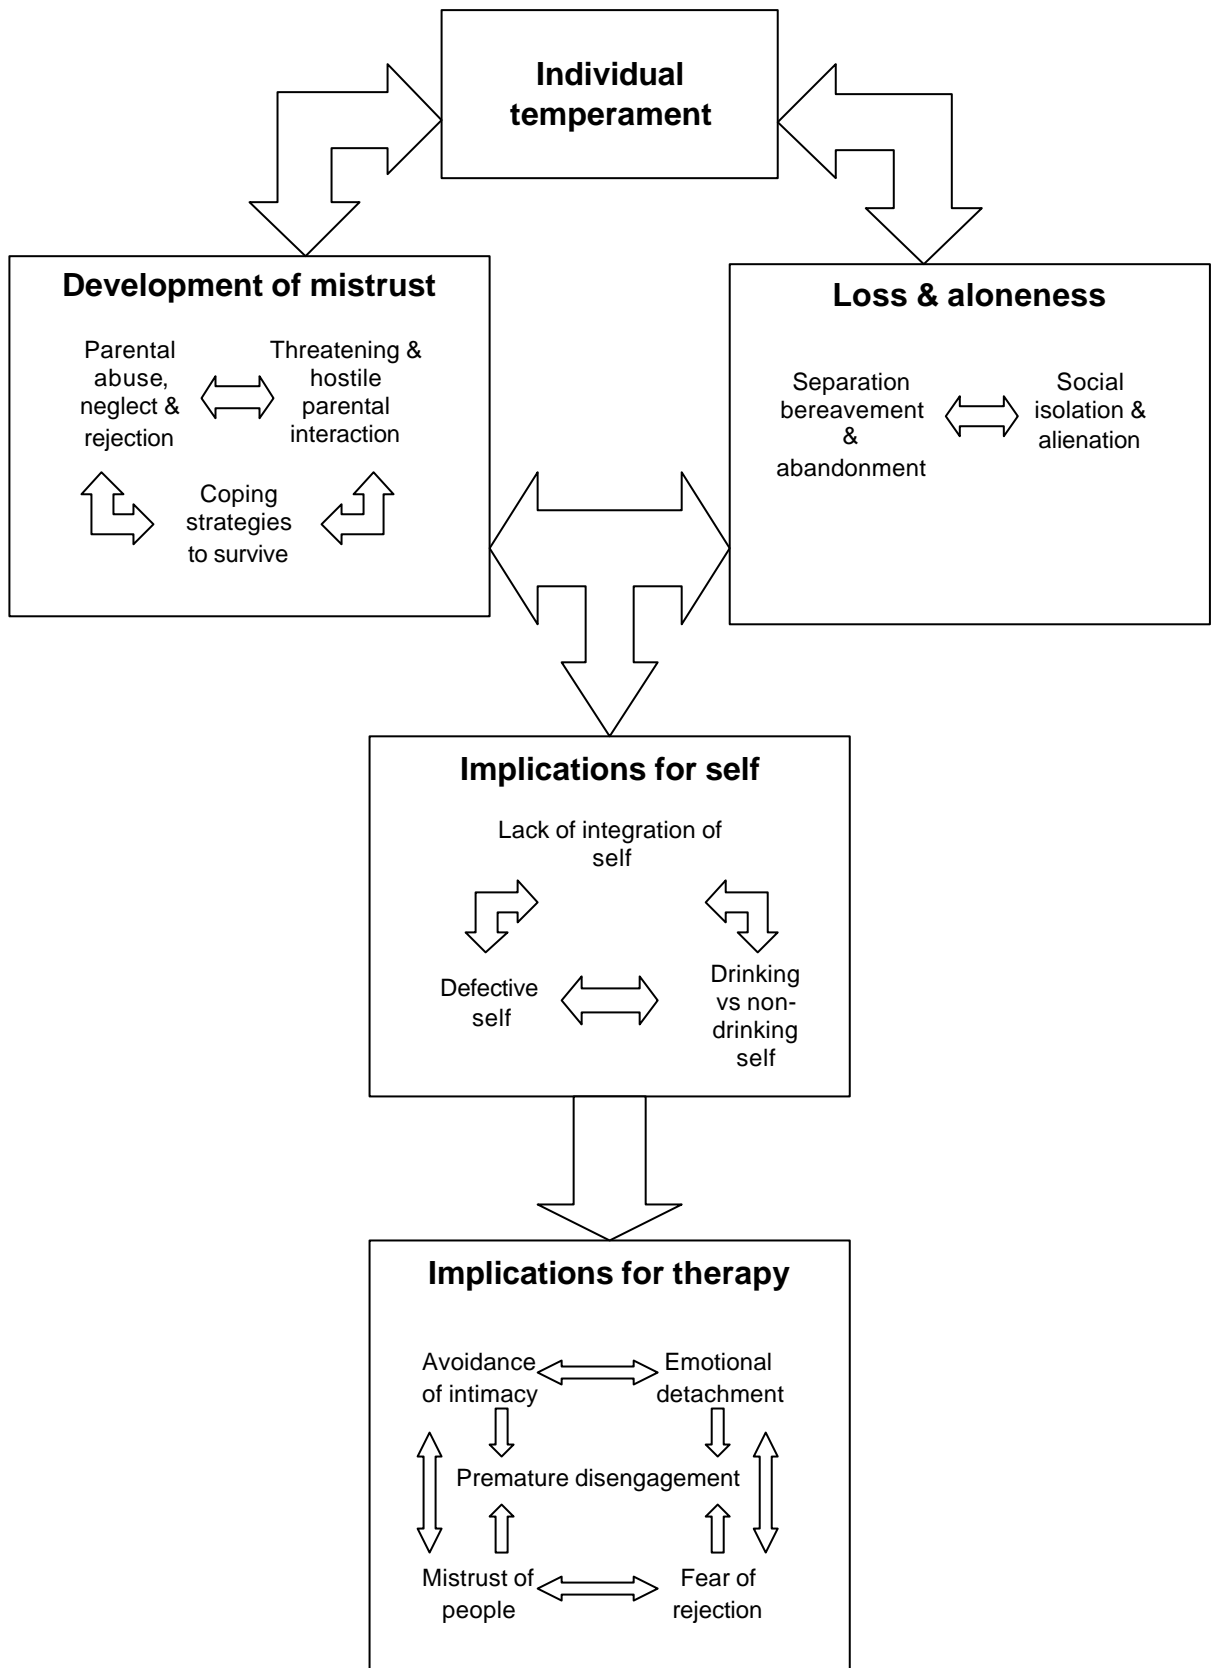 Individual
temperament
Development of mistrust
Parental
abuse,
neglect &
rejection
Threatening &
hostile
parental
interaction
Coping
strategies
to survive
Loss & aloneness
Separation
bereavement
&
abandonment
Social
isolation &
alienation
Implications for self
Lack of integration of
self
Defective
self
Drinking
vs non-
drinking
self
Implications for therapy
Avoidance
of intimacy
Emotional
detachment
Premature disengagement
Mistrust of
people
Fear of
rejection